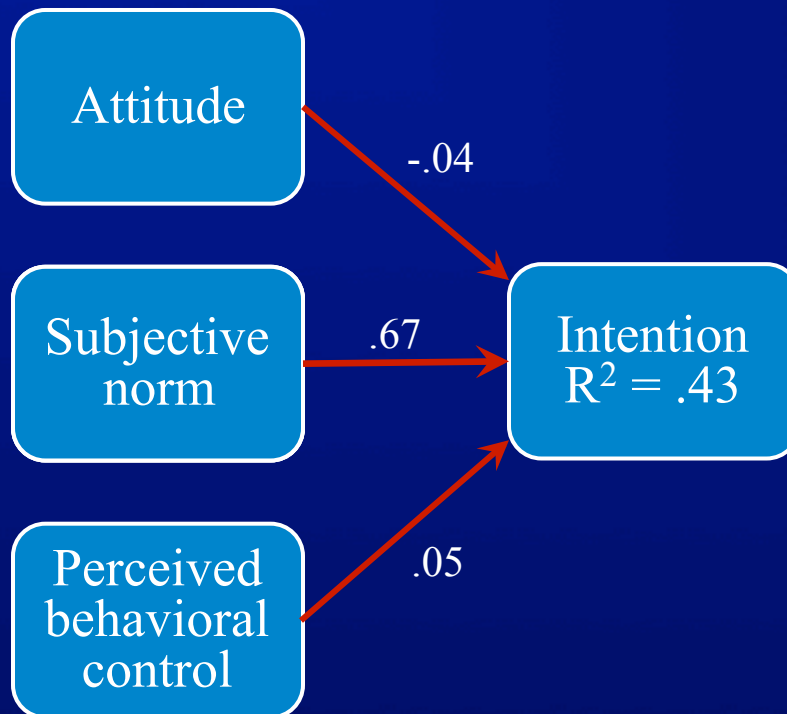 Attitude
-.04
Subjective
norm
.67
Intention
R² = .43
Perceived
behavioral
control
.05